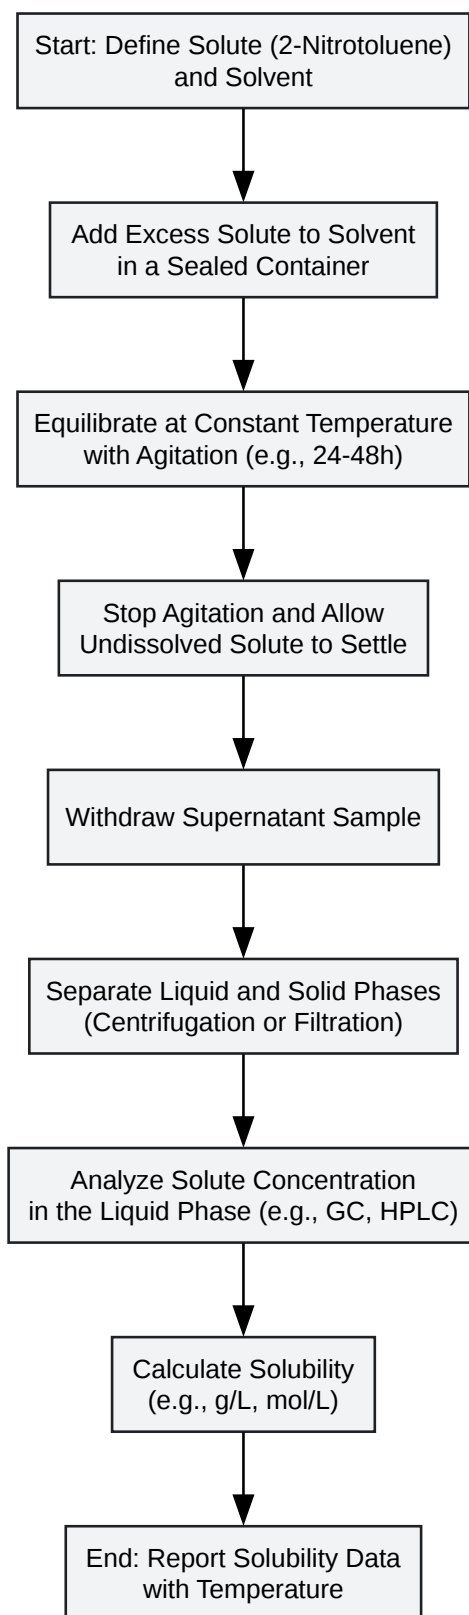 Start: Define Solute (2-Nitrotoluene)
and Solvent
Add Excess Solute to Solvent
in a Sealed Container
Equilibrate at Constant Temperature
with Agitation (e.g., 24-48h)
Stop Agitation and Allow
Undissolved Solute to Settle
Withdraw Supernatant Sample
Separate Liquid and Solid Phases
(Centrifugation or Filtration)
Analyze Solute Concentration
in the Liquid Phase (e.g., GC, HPLC)
Calculate Solubility
(e.g., g/L, mol/L)
End: Report Solubility Data
with Temperature